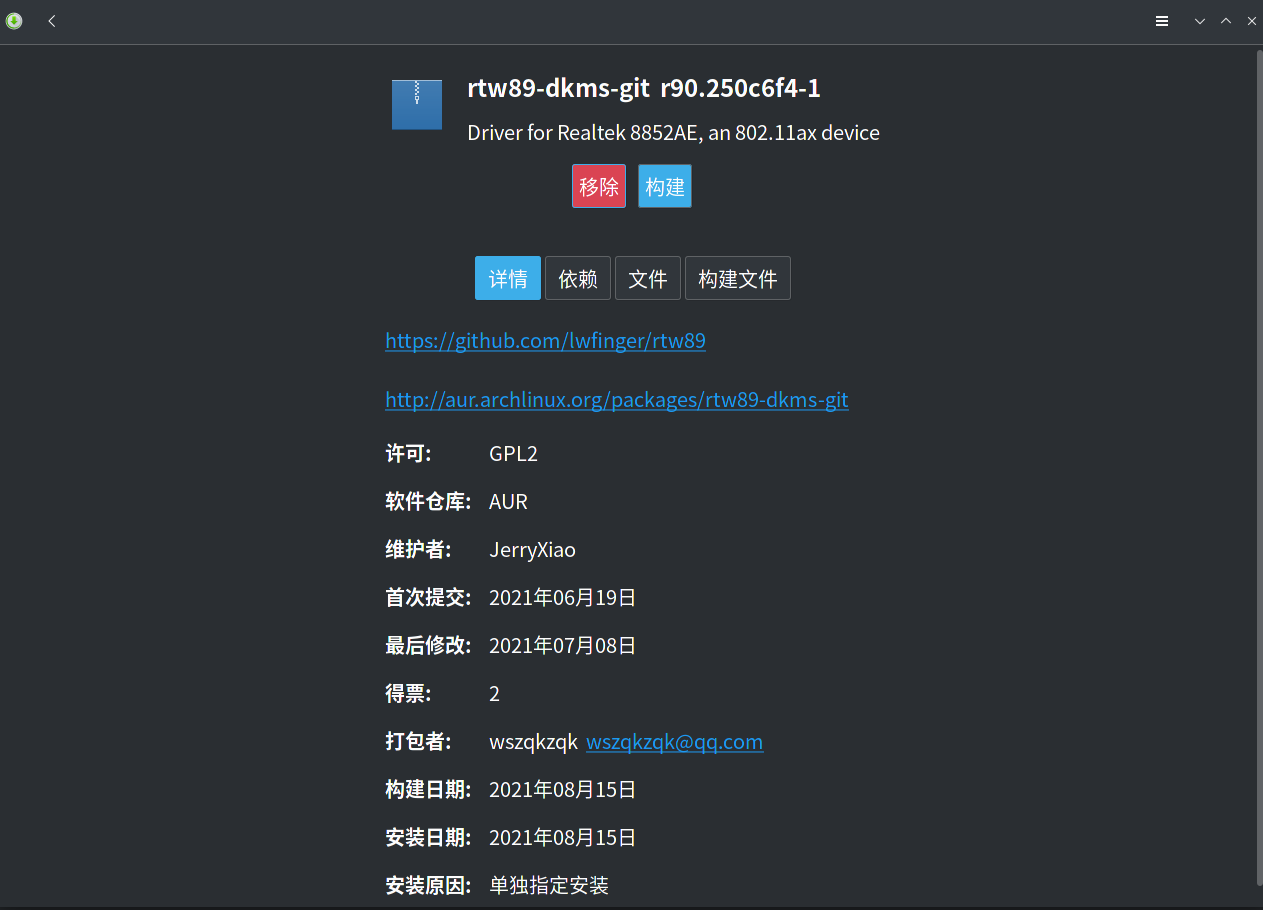 rtw89-dkms-git r90.250c6f4-1
Driver for Realtek 8852AE, an 802.11ax device
移除 构建
详情 依赖 文件 构建文件
https://github.com/lwfinger/rtw89
http://aur.archlinux.org/packages/rtw89-dkms-git
许可: GPL2
软件仓库: AUR
维护者: JerryXiao
首次提交: 2021年06月19日
最后修改: 2021年07月08日
得票: 2
打包者: wszqkzqk wszqkzqk@qq.com
构建日期: 2021年08月15日
安装日期: 2021年08月15日
安装原因: 单独指定安装